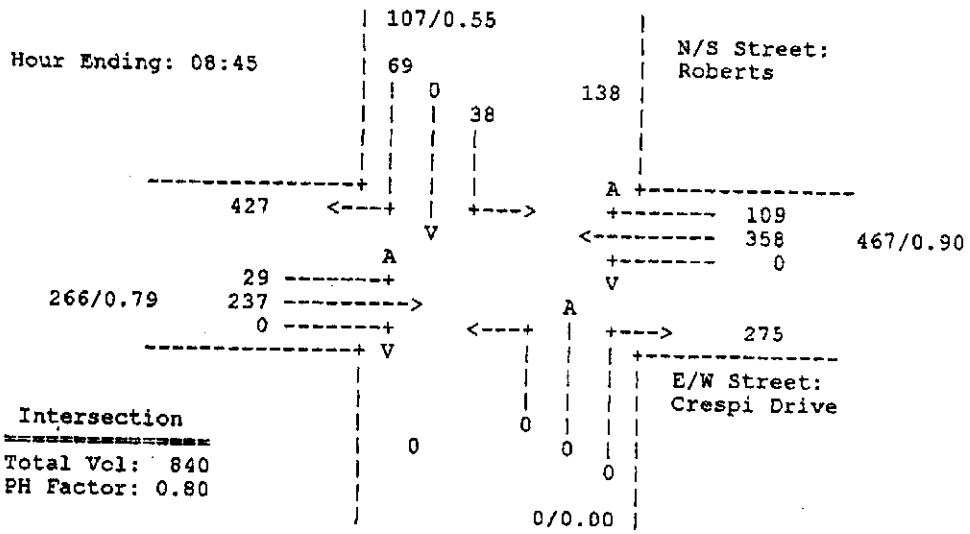 107/0.55
Hour Ending: 08:45
N/S Street:
Roberts
69
0
38
138
427
109
358
0
467/0.90
29
237
0
266/0.79
275
E/W Street:
Crespi Drive
Intersection
Total Vol: 840
PH Factor: 0.80
0
0
0
0
0/0.00